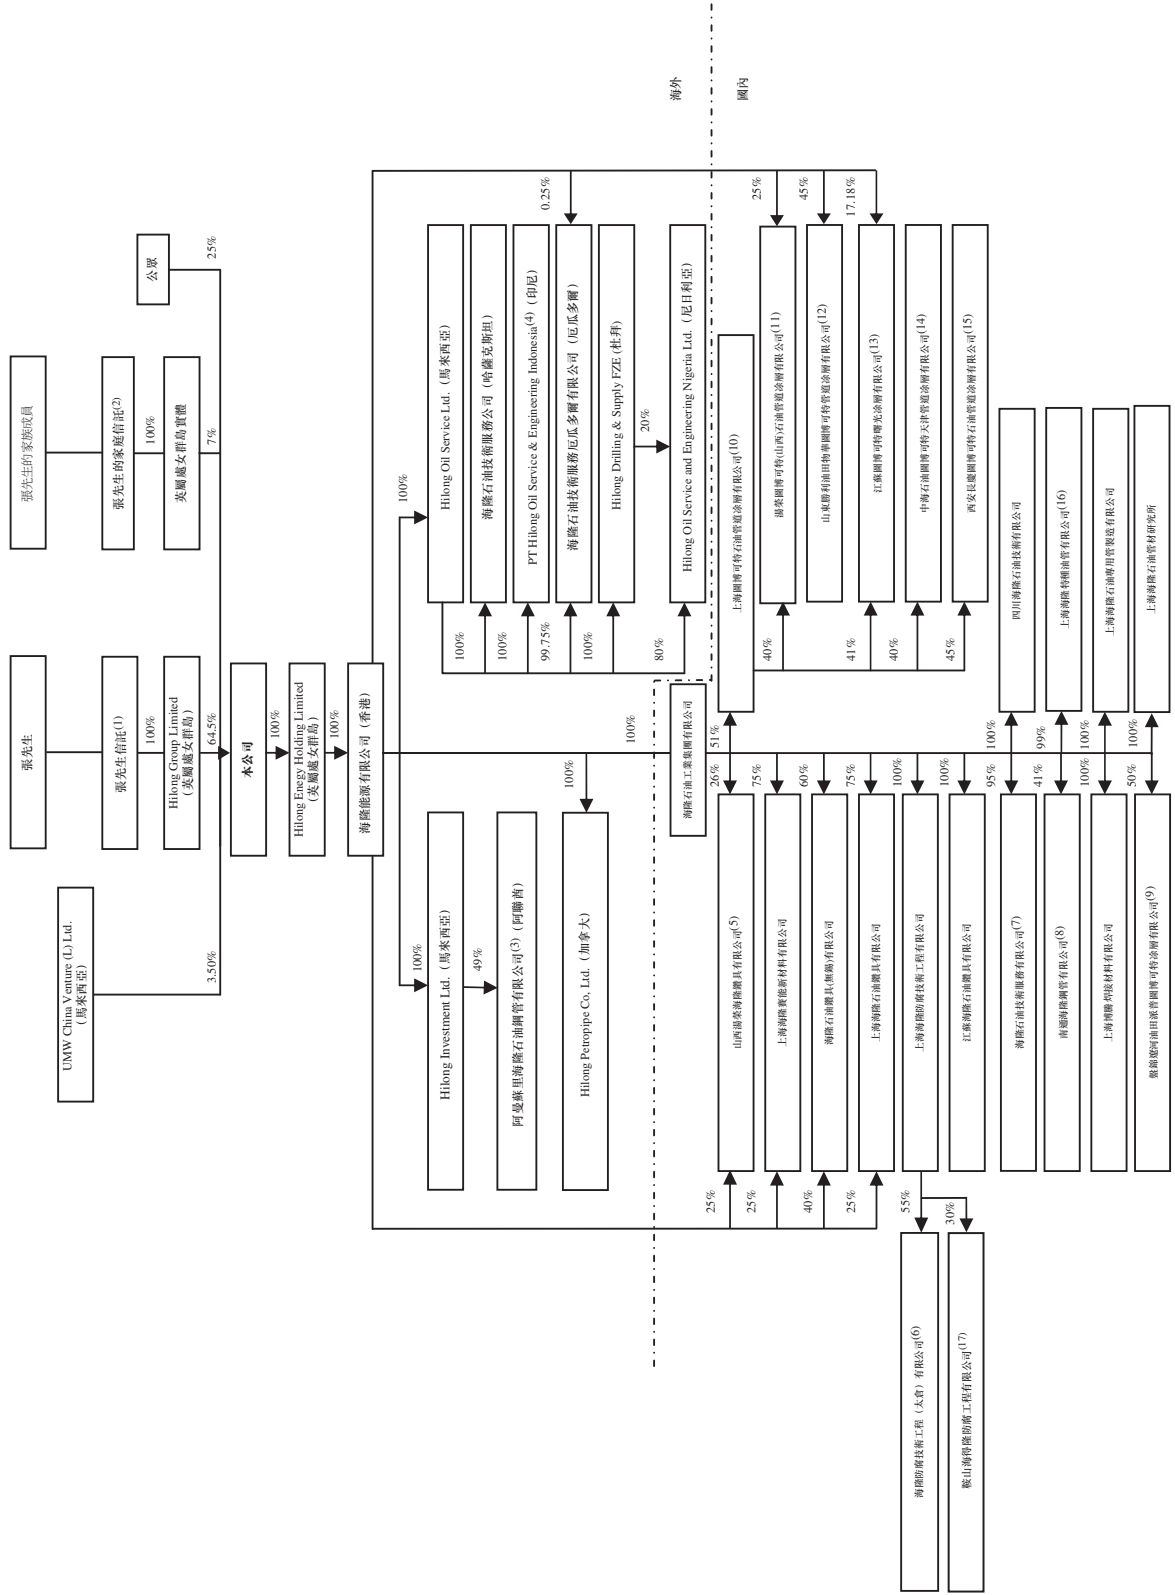 張先生
張先生的家族成員
UMW China Venture (L) Ltd.
(馬來西亞)
張先生信託(1)
張先生的家庭信託(2)
100%
100%
Hilong Group Limited
(英屬處女群島)
英屬處女群島實體
公眾
3.50%
64.5%
7%
25%
本公司
100%
Hilong Energy Holding Limited
(英屬處女群島)
100%
海隆能源有限公司 (香港)
100%
100%
Hilong Investment Ltd. (馬來西亞)
Hilong Oil Service Ltd. (馬來西亞)
49%
100%
海隆石油技術服務公司 (哈薩克斯坦)
阿曼蘇里海隆石油鋼管有限公司(3) (阿聯酋)
100%
PT Hilong Oil Service & Engineering Indonesia(4) (印尼)
99.75%
0.25%
海隆石油技術服務厄瓜多爾有限公司 (厄瓜多爾)
100%
Hilong Petropipe Co, Ltd. (加拿大)
100%
Hilong Drilling & Supply FZE (杜拜)
20%
80%
Hilong Oil Service and Engineering Nigeria Ltd. (尼日利亞)
100%
海外
國內
海隆石油工業集團有限公司
25%
山西湯榮海隆鑽具有限公司(5)
26%
51%
上海圖博可特石油管道涂層有限公司(10)
25%
上海海隆賽能新材料有限公司
75%
40%
湯榮圖博可特(山西)石油管道涂層有限公司(11)
25%
40%
海隆石油鑽具(無錫)有限公司
60%
山東勝利油田物華圖博可特管道涂層有限公司(12)
45%
25%
上海海隆石油鑽具有限公司
75%
41%
江蘇圖博可特曙光涂層有限公司(13)
17.18%
55%
上海海隆防腐技術工程有限公司
100%
40%
中海石油圖博可特天津管道涂層有限公司(14)
海隆防腐技術工程 (太倉) 有限公司(6)
30%
鞍山海得隆防腐工程有限公司(17)
江蘇海隆石油鑽具有限公司
100%
45%
西安長慶圖博可特石油管道涂層有限公司(15)
海隆石油技術服務有限公司(7)
95%
100%
四川海隆石油技術有限公司
南通海隆鋼管有限公司(8)
41%
99%
上海海隆特種油管有限公司(16)
上海博騰焊接材料有限公司
100%
100%
上海海隆石油專用管製造有限公司
盤錦遼河油田派普圖博可特涂層有限公司(9)
50%
100%
上海海隆石油管材研究所